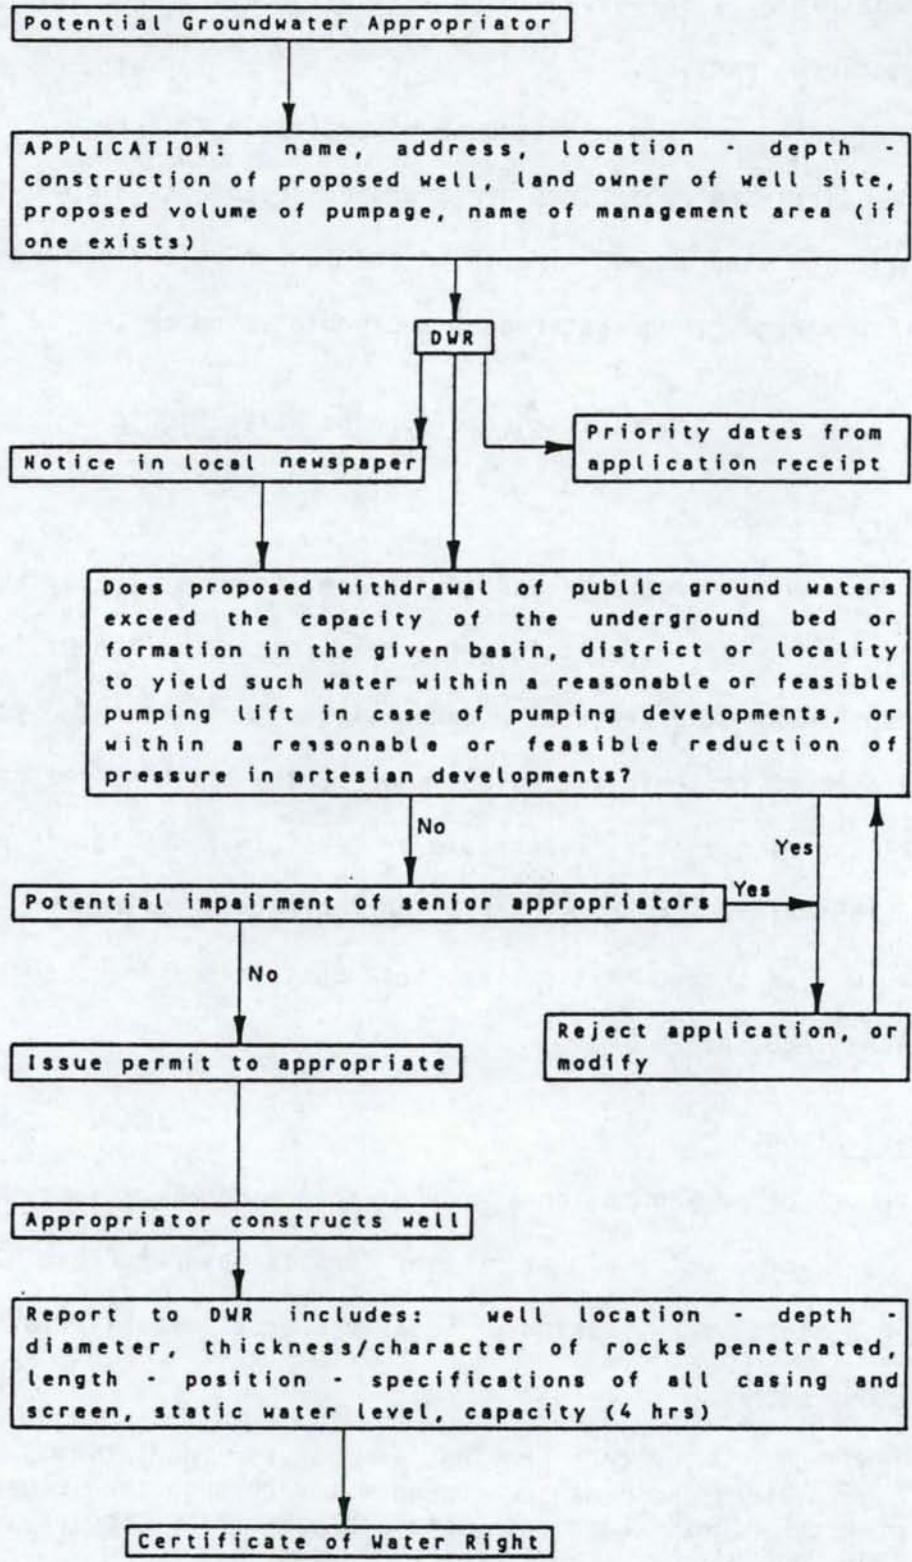 Potential Groundwater Appropriator
APPLICATION: name, address, location - depth -
construction of proposed well, land owner of well site,
proposed volume of pumpage, name of management area (if
one exists)
DWR
Priority dates from
application receipt
Notice in local newspaper
Does proposed withdrawal of public ground waters
exceed the capacity of the underground bed or
formation in the given basin, district or locality
to yield such water within a reasonable or feasible
pumping lift in case of pumping developments, or
within a reasonable or feasible reduction of
pressure in artesian developments?
No
Yes
Potential impairment of senior appropriators
Yes
No
Reject application, or
modify
Issue permit to appropriate
Appropriator constructs well
Report to DWR includes: well location - depth -
diameter, thickness/character of rocks penetrated,
length - position - specifications of all casing and
screen, static water level, capacity (4 hrs)
Certificate of Water Right